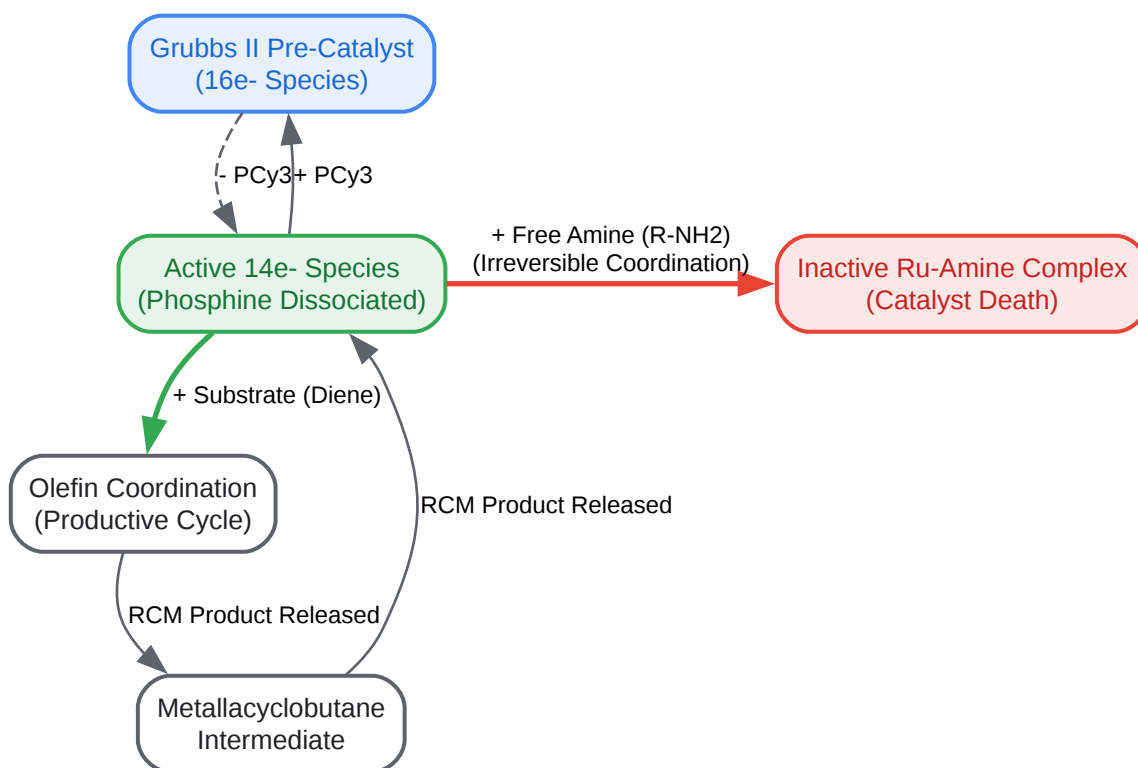 Grubbs II Pre-Catalyst
(16e- Species)
- PCy3
+ PCy3
Active 14e- Species
(Phosphine Dissociated)
+ Free Amine (R-NH2)
(Irreversible Coordination)
Inactive Ru-Amine Complex
(Catalyst Death)
+ Substrate (Diene)
Olefin Coordination
(Productive Cycle)
RCM Product Released
RCM Product Released
Metallacyclobutane
Intermediate